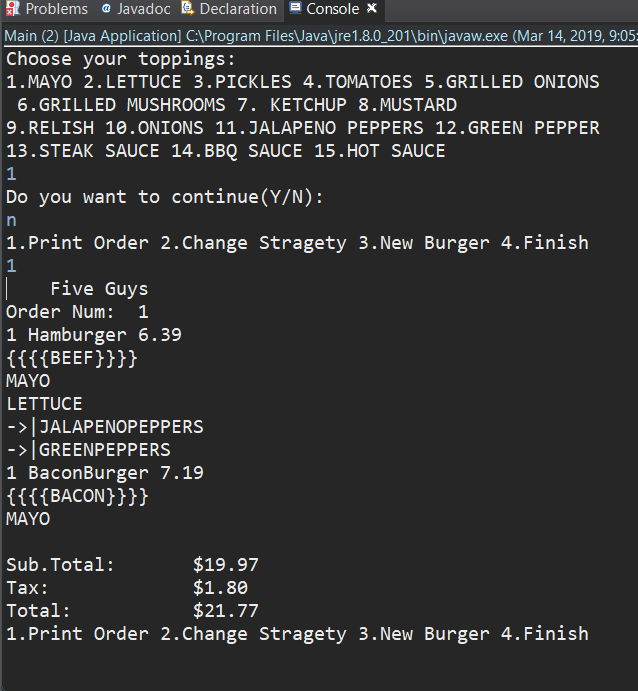 Problems @ Javadoc Declaration Console
Main (2) [Java Application] C:\Program Files\Java\jre1.8.0_201\bin\javaw.exe (Mar 14, 2019, 9:05:
Choose your toppings:
1.MAYO 2.LETTUCE 3.PICKLES 4.TOMATOES 5.GRILLED ONIONS
6.GRILLED MUSHROOMS 7. KETCHUP 8.MUSTARD
9.RELISH 10.ONIONS 11.JALAPENO PEPPERS 12.GREEN PEPPER
13.STEAK SAUCE 14.BBQ SAUCE 15.HOT SAUCE
1
Do you want to continue(Y/N):
n
1.Print Order 2.Change Stragety 3.New Burger 4.Finish
1
Five Guys
Order Num:  1
1 Hamburger 6.39
{{{{BEEF}}}}
MAYO
LETTUCE
->|JALAPENOPEPPERS
->|GREENPEPPERS
1 BaconBurger 7.19
{{{{BACON}}}}
MAYO
Sub.Total:       $19.97
Tax:             $1.80
Total:           $21.77
1.Print Order 2.Change Stragety 3.New Burger 4.Finish